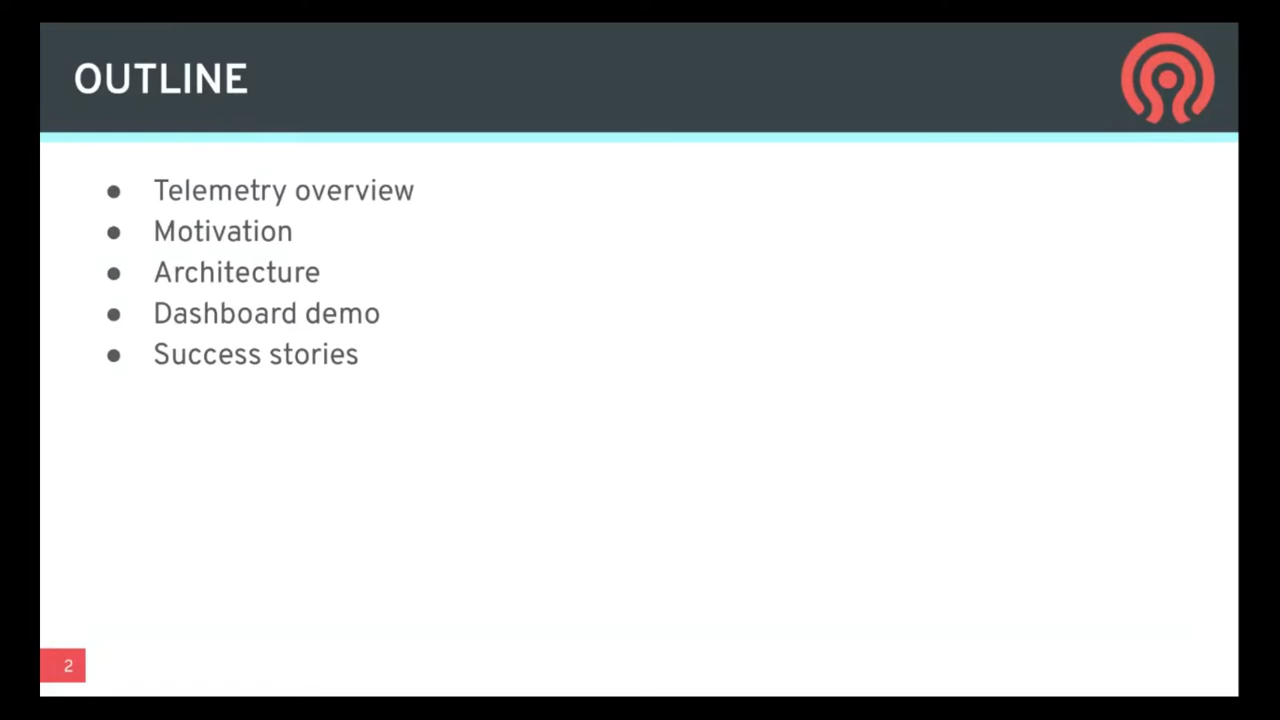 OUTLINE
● Telemetry overview
● Motivation
● Architecture
● Dashboard demo
● Success stories
2